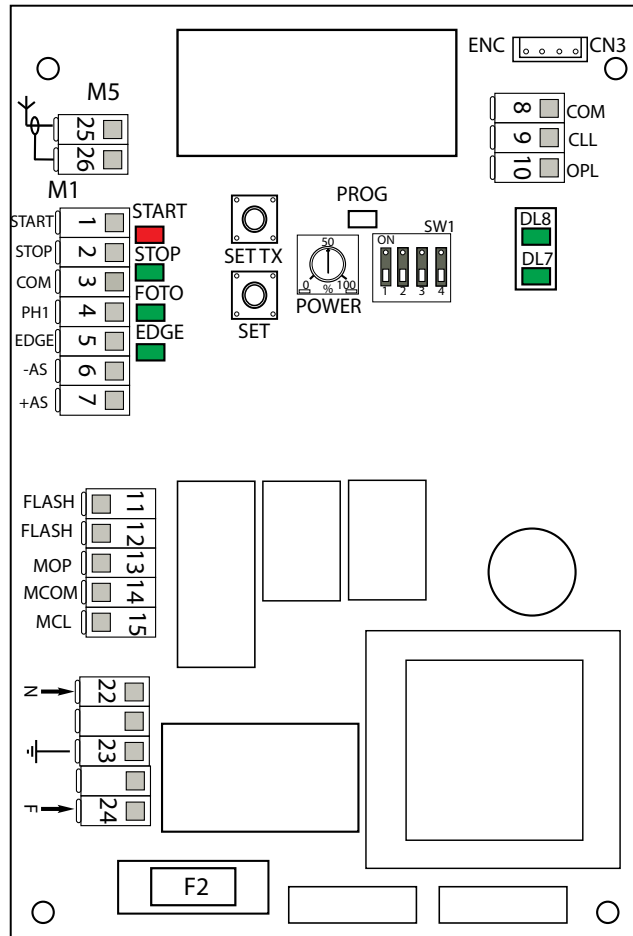 ENC CN3
M5
25
26
8 COM
9 CLL
10 OPL
M1
START 1 START
STOP 2 STOP
COM 3
PH1 4 FOTO
EDGE 5 EDGE
-AS 6
+AS 7
SET TX
SET
PROG
50
0 % 100
POWER
SW1
ON
1 2 3 4
DL8
DL7
FLASH 11
FLASH 12
MOP 13
MCOM 14
MCL 15
N 22
23
F 24
F2